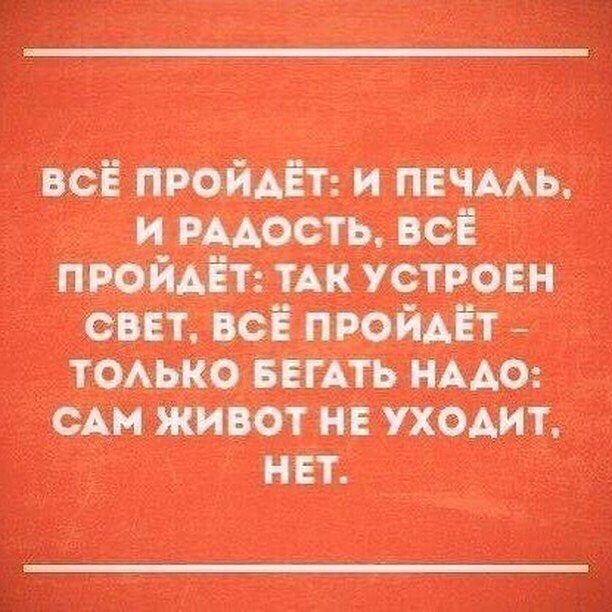 ВСЁ ПРОЙДЁТ: И ПЕЧАЛЬ,
И РАДОСТЬ, ВСЁ
ПРОЙДЁТ: ТАК УСТРОЕН
СВЕТ, ВСЁ ПРОЙДЁТ –
ТОЛЬКО БЕГАТЬ НАДО:
САМ ЖИВОТ НЕ УХОДИТ,
НЕТ.